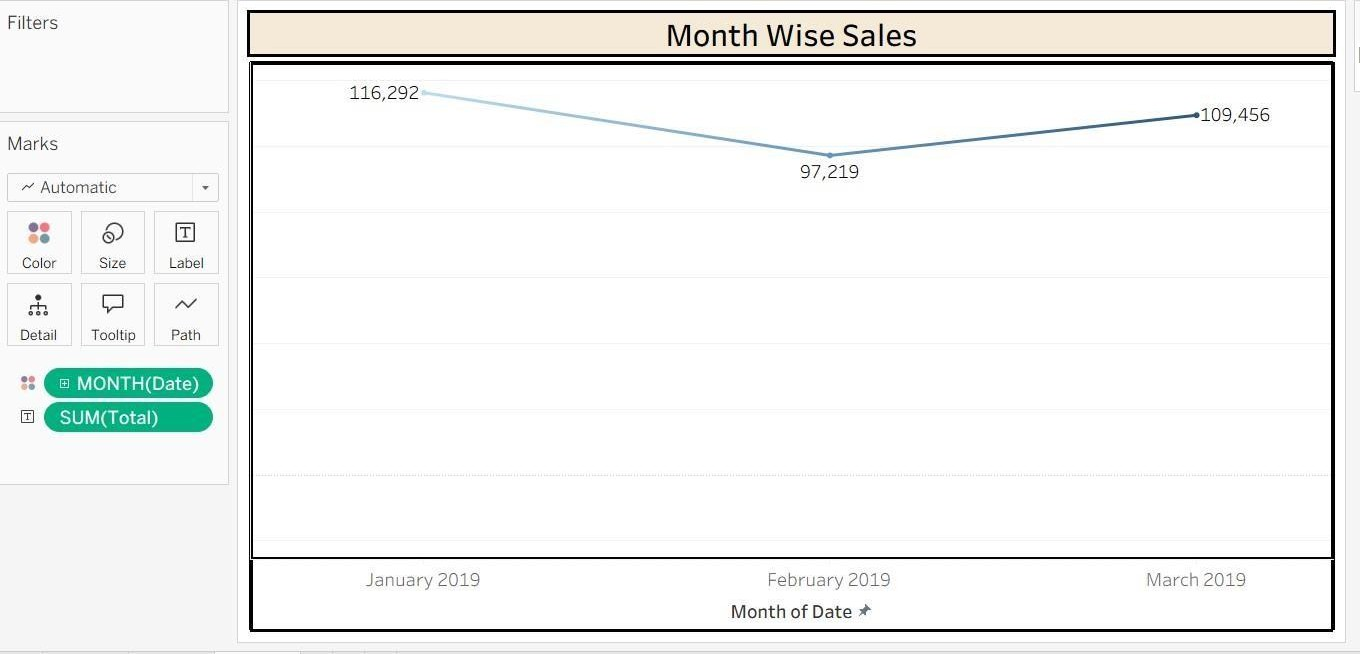 Filters
Marks
Automatic
Color Size Label
Detail Tooltip Path
MONTH(Date)
SUM(Total)
Month Wise Sales
116,292
97,219
109,456
January 2019 February 2019 March 2019
Month of Date